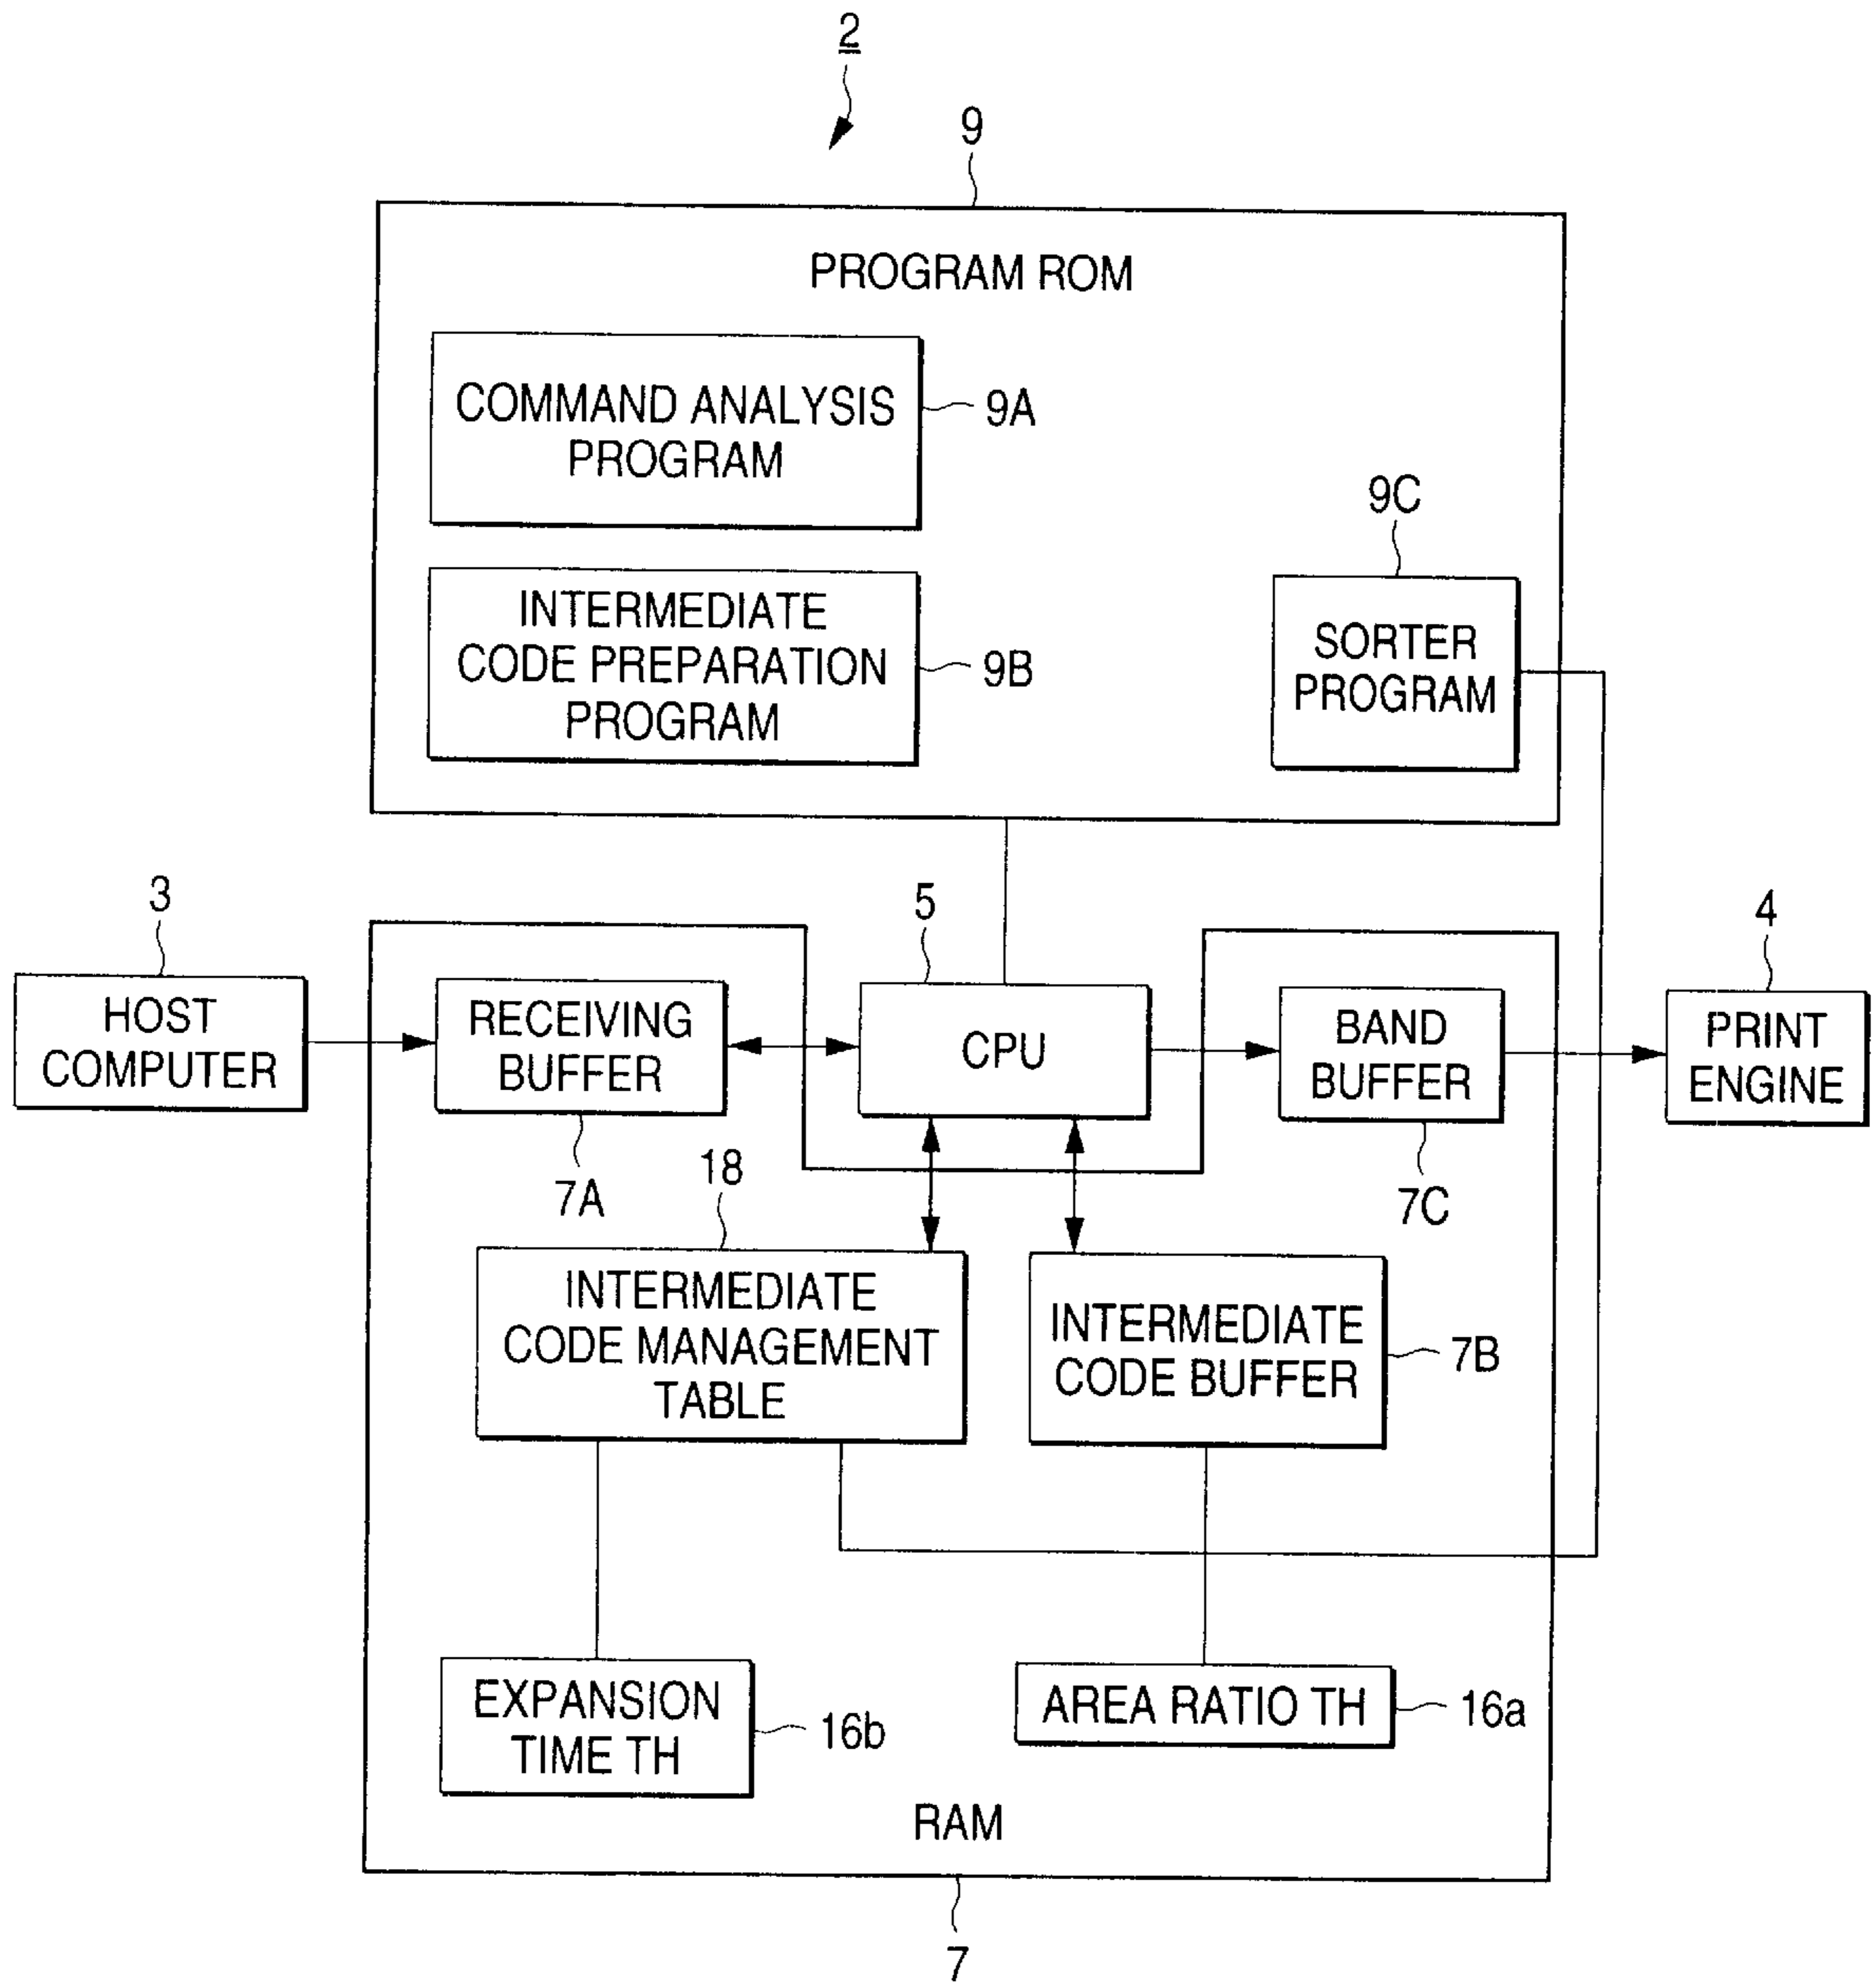 2
9
PROGRAM ROM
COMMAND ANALYSIS
PROGRAM
9A
9C
INTERMEDIATE
CODE PREPARATION
PROGRAM
9B
SORTER
PROGRAM
3
5
4
HOST
COMPUTER
RECEIVING
BUFFER
CPU
BAND
BUFFER
PRINT
ENGINE
7A
18
7C
INTERMEDIATE
CODE MANAGEMENT
TABLE
INTERMEDIATE
CODE BUFFER
7B
EXPANSION
TIME TH
16b
AREA RATIO TH
16a
RAM
7